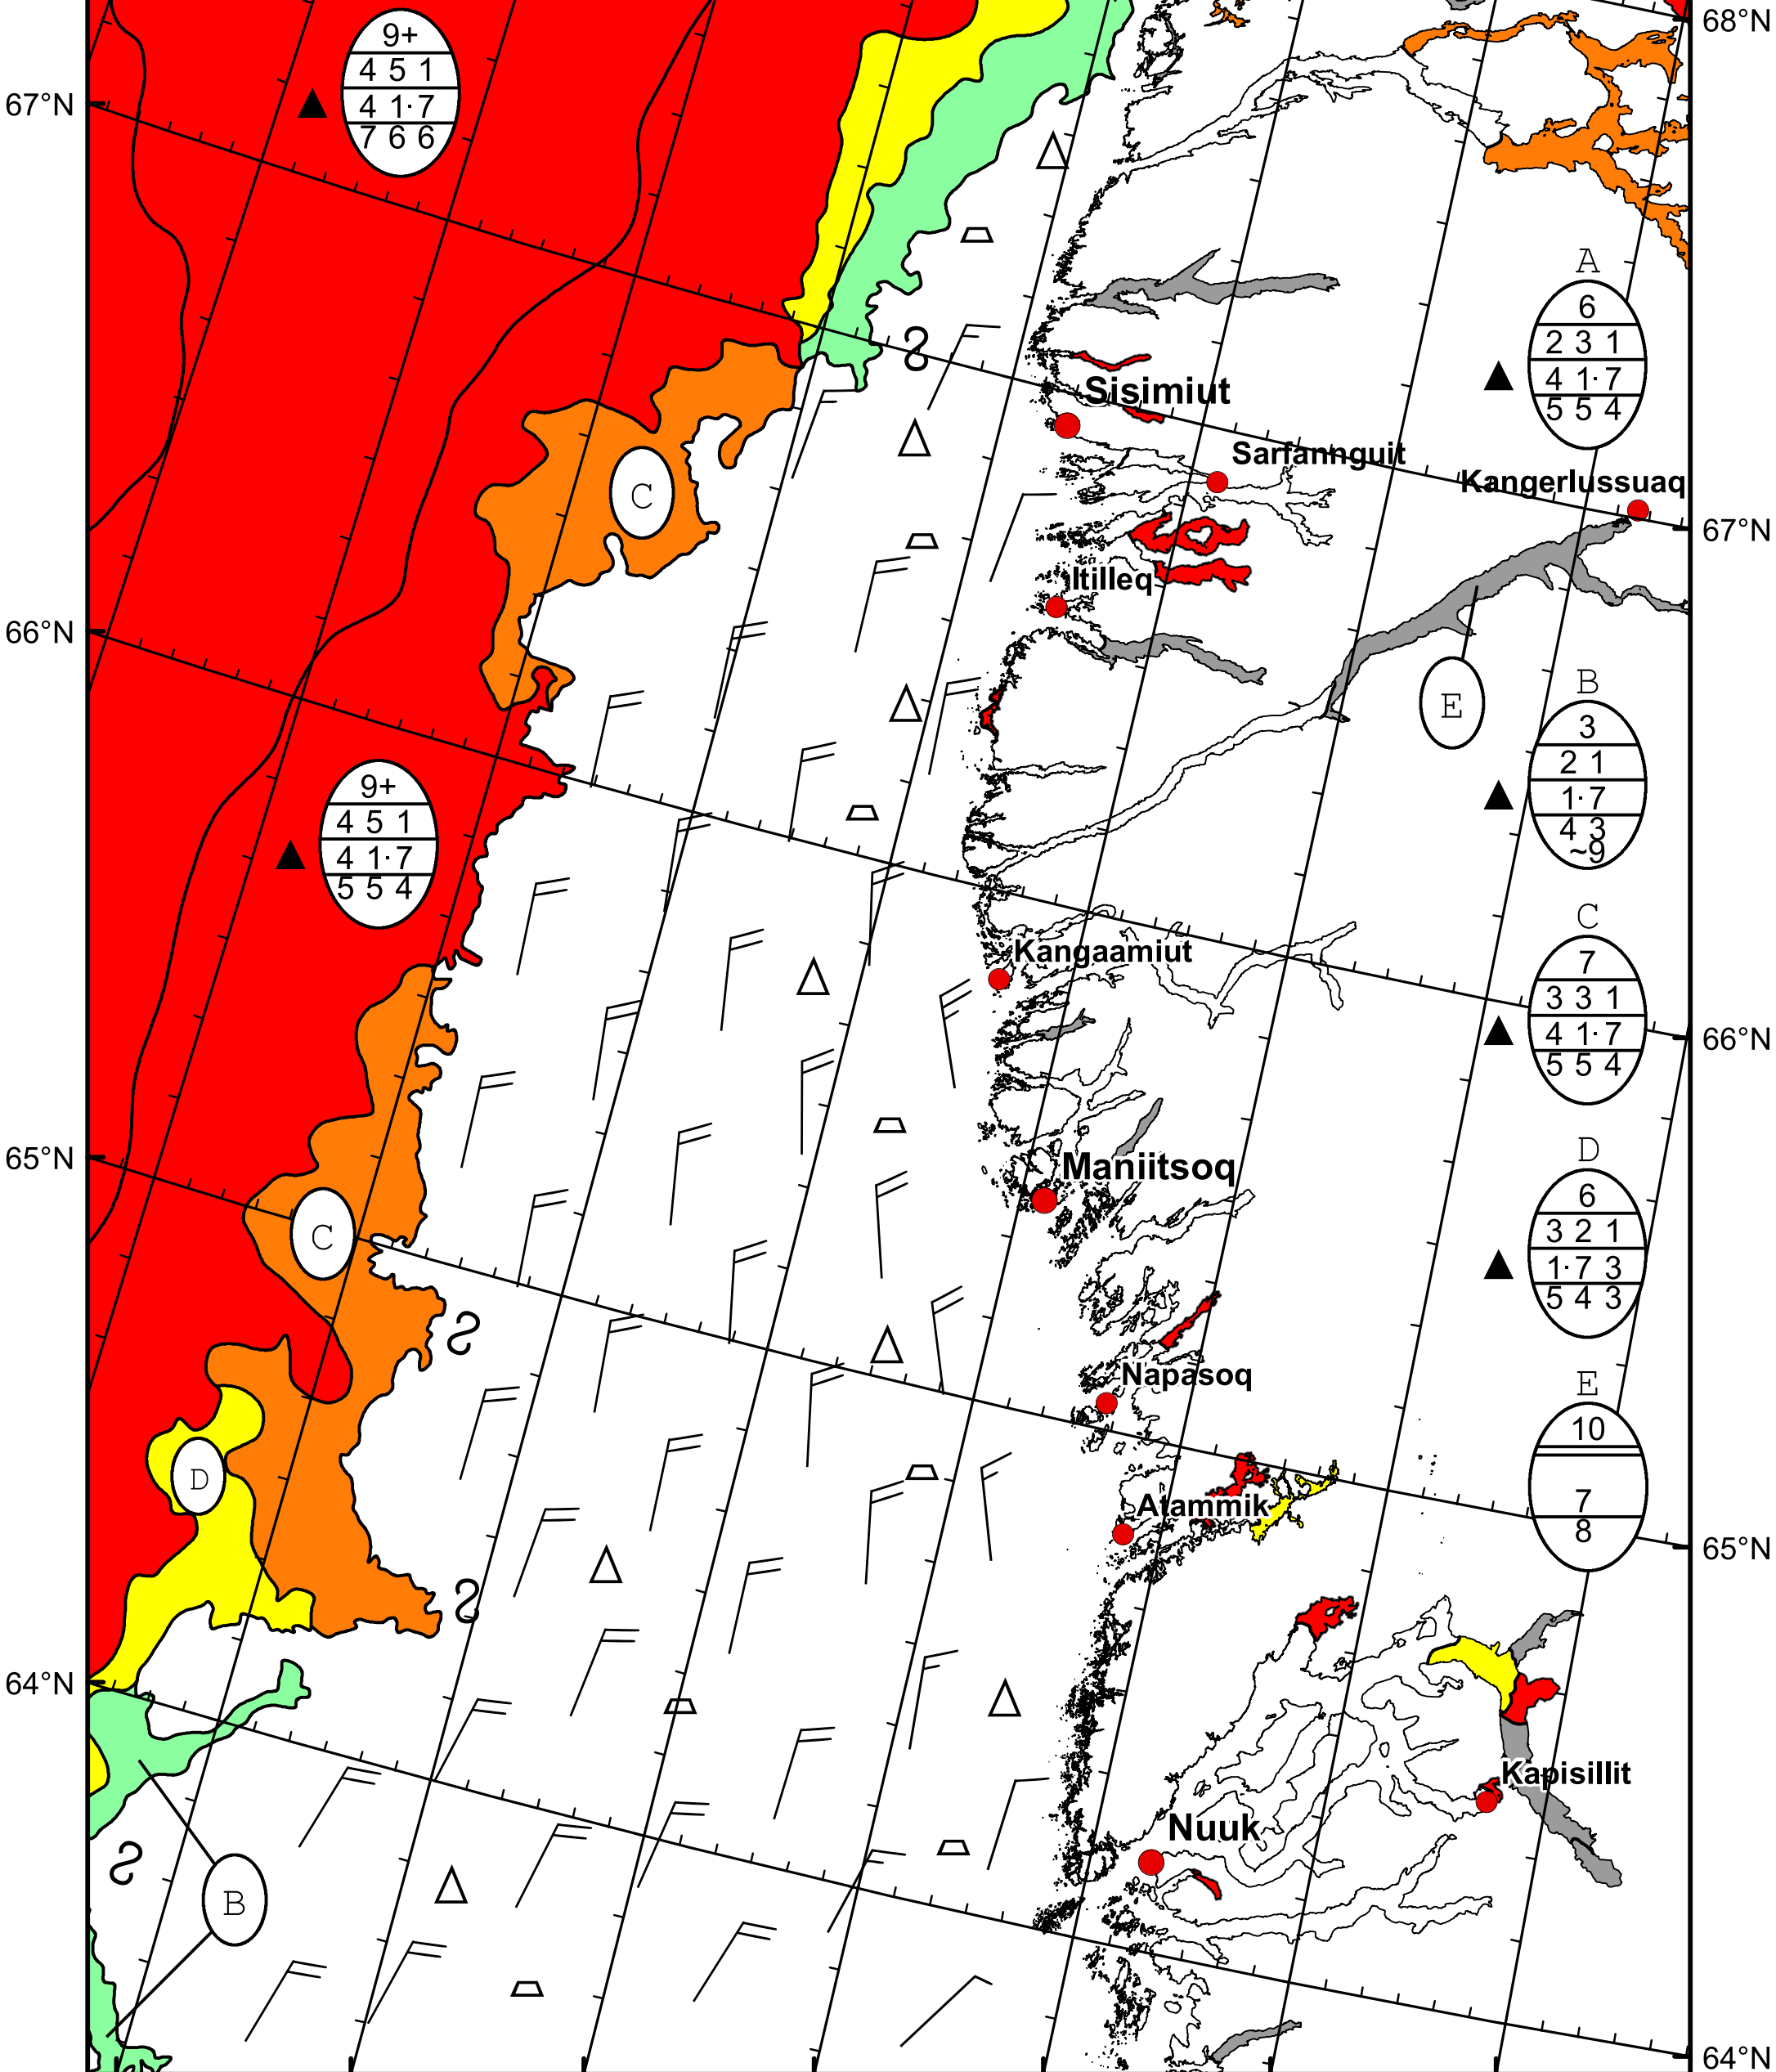 68°N
9+
4 5 1
4 1· 7
7 6 6
67°N
A
6
2 3 1
4 1· 7
5 5 4
Sisimiut
Sarfannguit
Kangerlussuaq
C
67°N
Itilleq
66°N
B
E
3
2 1
1· 7
4 3
~9
9+
4 5 1
4 1· 7
5 5 4
C
Kangaamiut
7
3 3 1
4 1· 7
5 5 4
66°N
D
65°N
Maniitsoq
6
3 2 1
1· 7 3
5 4 3
C
Napasoq
E
10
7
8
D
Atammik
65°N
64°N
Kapisillit
Nuuk
B
64°N